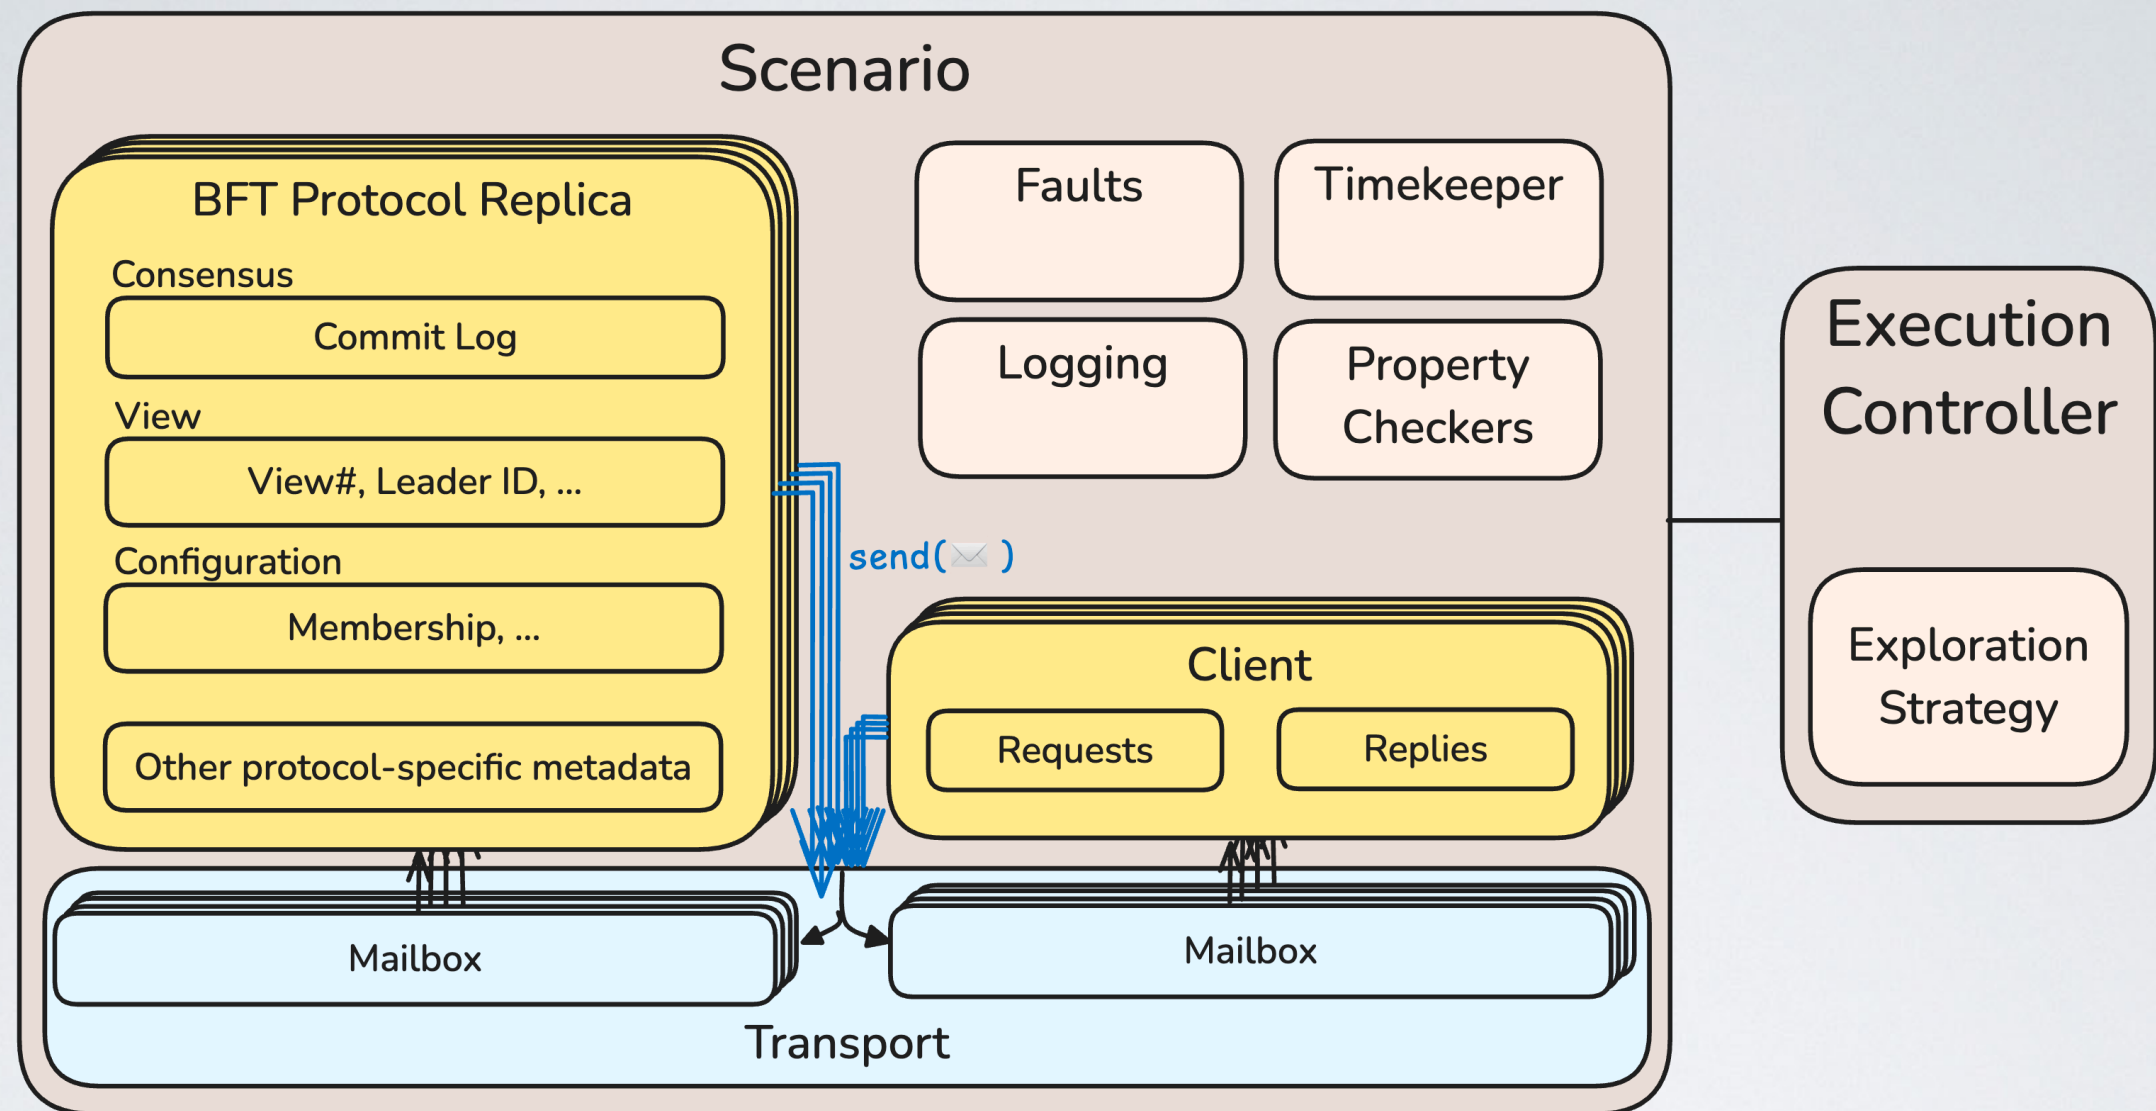 Scenario
BFT Protocol Replica
Consensus
Commit Log
View
View#, Leader ID, ...
Configuration
Membership, ...
Other protocol-specific metadata
Faults
Timekeeper
Logging
Property
Checkers
send(✉️ )
Client
Requests
Replies
Mailbox
Mailbox
Transport
Execution
Controller
Exploration
Strategy